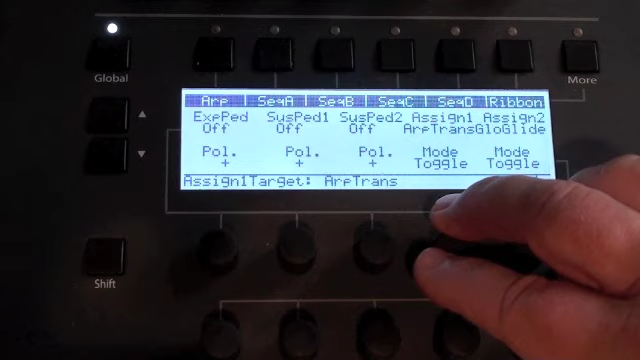 Global
More
Arp SeqA SeqB SeqC SeqD Ribbon
ExpPed SusPed1 SusPed2 Assign1 Assign2
Off Off Off ArpTrans GloGlide
Pol. Pol. Pol. Mode Mode
+ + + Toggle Toggle
Assign1Target: ArpTrans
Shift